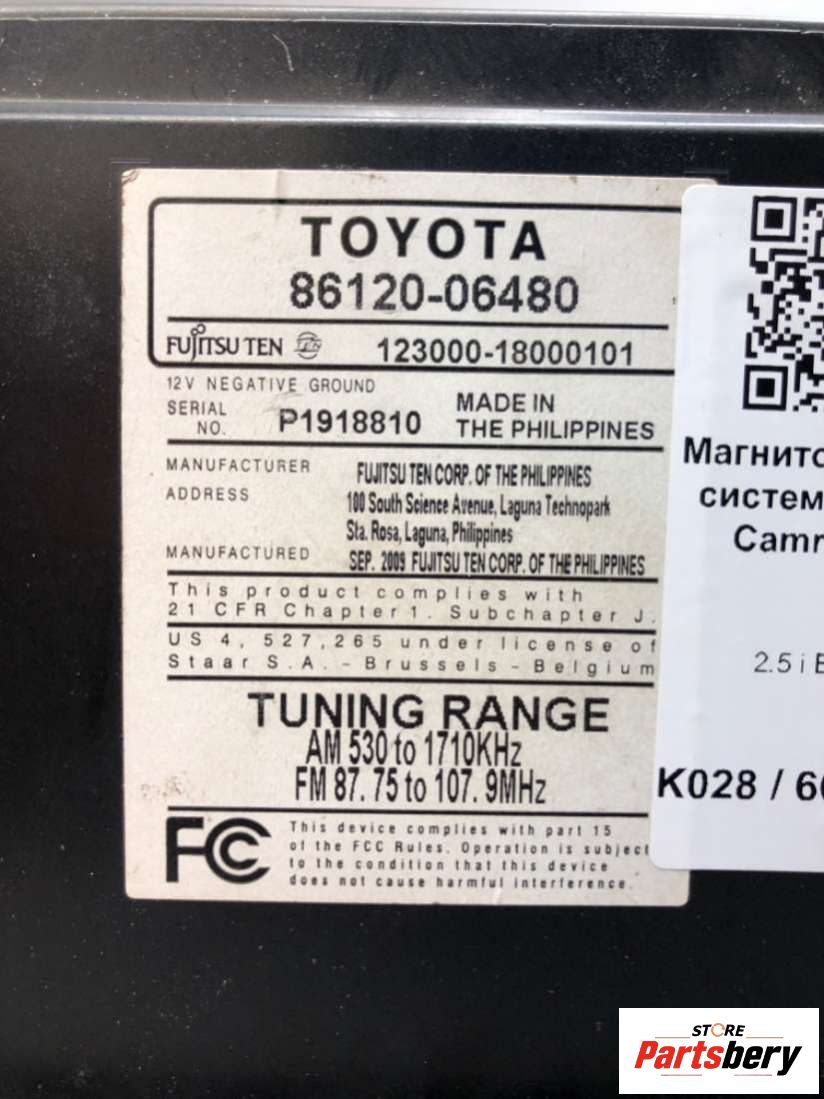 TOYOTA
86120-06480
FUJITSU TEN TEN 123000-18000101
12V NEGATIVE GROUND
SERIAL NO. P1918810 MADE IN THE PHILIPPINES
MANUFACTURER FUJITSU TEN CORP. OF THE PHILIPPINES
ADDRESS 100 South Science Avenue, Laguna Technopark
Sta. Rosa, Laguna, Philippines
MANUFACTURED SEP. 2009 FUJITSU TEN CORP. OF THE PHILIPPINES
This product complies with
21 CFR Chapter 1. Subchapter J.
US 4, 527,265 under license of
Staar S.A. - Brussels - Belgium
TUNING RANGE
AM 530 to 1710KHz
FM 87.75 to 107.9MHz
FC This device complies with part 15
of the FCC Rules. Operation is subject
to the condition that this device
does not cause harmful interference.
Магнито
систем
Camr
2.5 i
K028 / 6
STORE
Partsbery